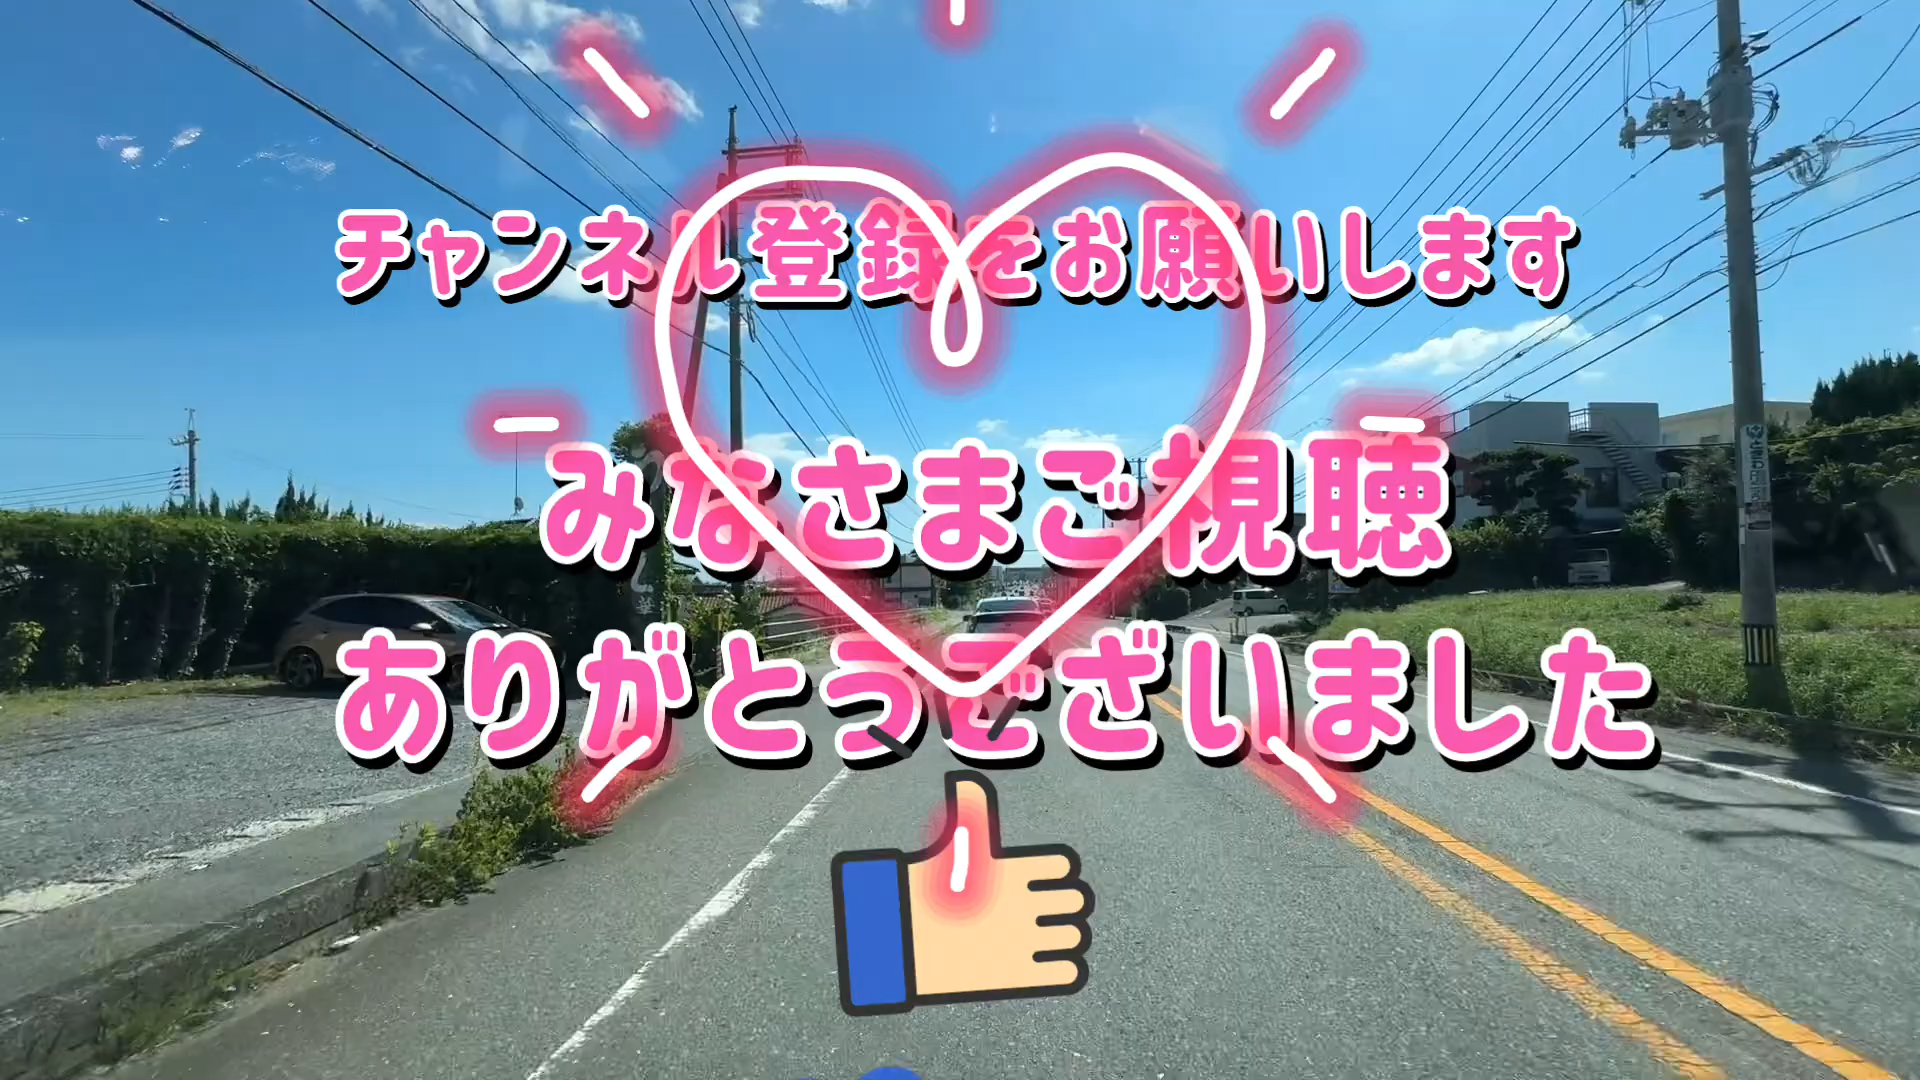 チャンネル登録をお願いします
みなさまご視聴
ありがとうございました